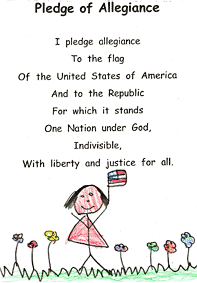 Pledge of Allegiance
I pledge allegiance
To the flag
Of the United States of America
And to the Republic
For which it stands
One Nation under God,
Indivisible,
With liberty and justice for all.